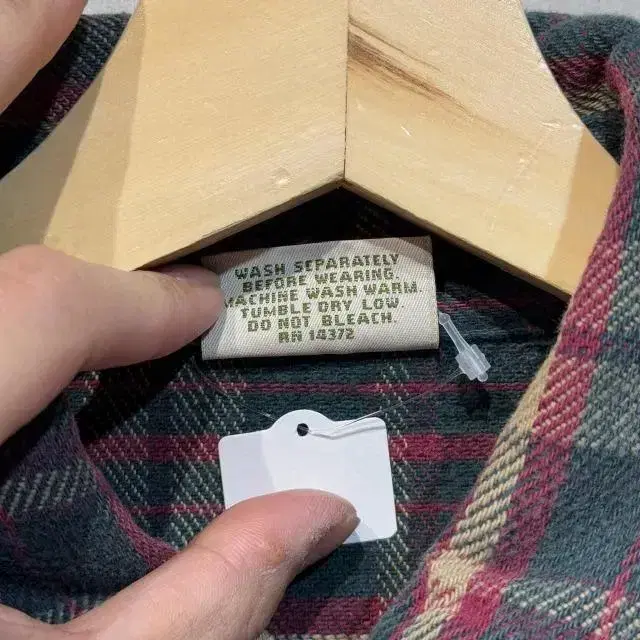 WASH SEPARATELY
BEFORE WEARING
MACHINE WASH WARM
TUMBLE DRY LOW
DO NOT BLEACH
RN 14372